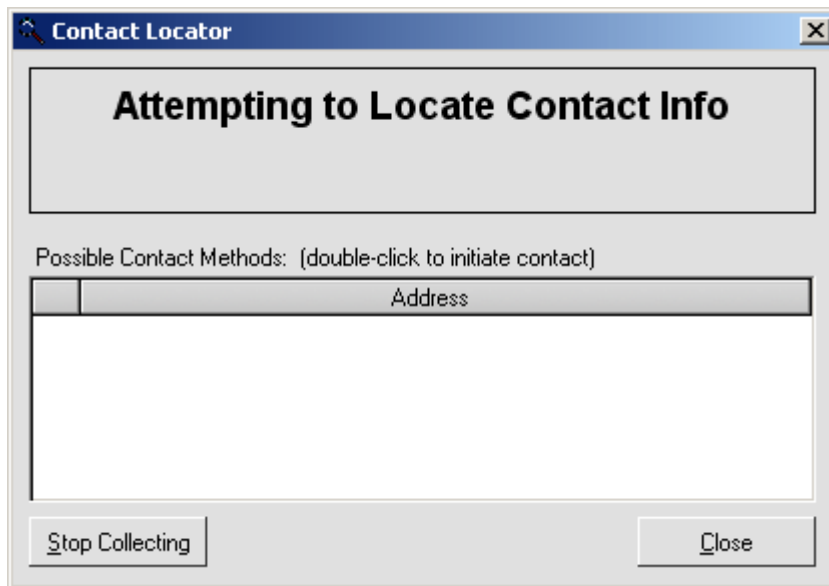 Contact Locator
Attempting to Locate Contact Info
Possible Contact Methods:  (double-click to initiate contact)
Address
Stop Collecting
Close